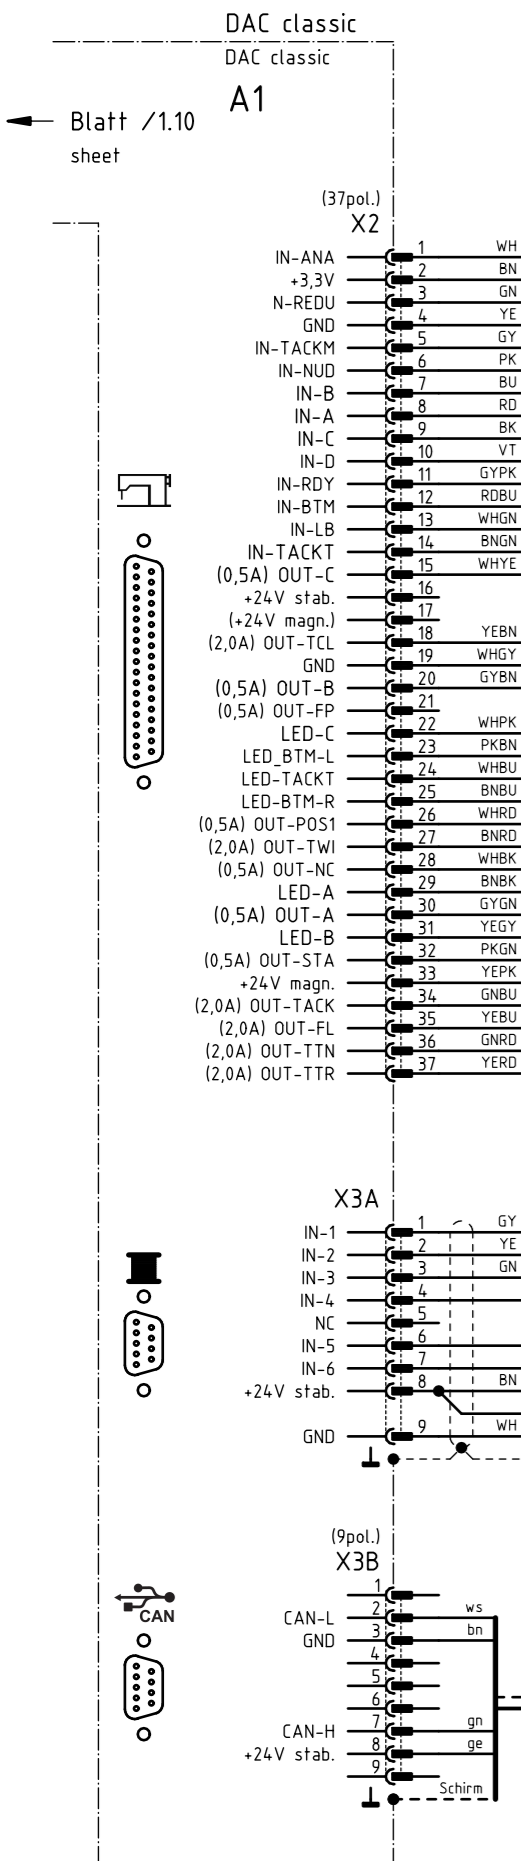 DAC classic
DAC classic
A1
Blatt /1.10
sheet
(37pol.)
X2
IN-ANA 1 WH
+3,3V 2 BN
N-REDU 3 GN
GND 4 YE
IN-TACKM 5 GY
IN-NUD 6 PK
IN-B 7 BU
IN-A 8 RD
IN-C 9 BK
IN-D 10 VT
IN-RDY 11 GYPK
IN-BTM 12 RDBU
IN-LB 13 WHGN
IN-TACKT 14 BNGN
(0,5A) OUT-C 15 WHYE
+24V stab. 16
(+24V magn.) 17
(2,0A) OUT-TCL 18 YEBN
GND 19 WHGY
(0,5A) OUT-B 20 GYBN
(0,5A) OUT-FP 21
LED-C 22 WHPK
LED_BTM-L 23 PKBN
LED-TACKT 24 WHBU
LED-BTM-R 25 BNBU
(0,5A) OUT-POS1 26 WHRD
(2,0A) OUT-TWI 27 BNRD
(0,5A) OUT-NC 28 WHBK
LED-A 29 BNBK
(0,5A) OUT-A 30 GYGN
LED-B 31 YEGY
(0,5A) OUT-STA 32 PKGN
+24V magn. 33 YEPK
(2,0A) OUT-TACK 34 GNBU
(2,0A) OUT-FL 35 YEBU
(2,0A) OUT-TTN 36 GNRD
(2,0A) OUT-TTR 37 YERD
X3A
IN-1 1 GY
IN-2 2 YE
IN-3 3 GN
IN-4 4
NC 5
IN-5 6
IN-6 7
+24V stab. 8 BN
GND 9 WH
(9pol.)
X3B
1
CAN
CAN-L 2 ws
GND 3 bn
4
5
6
CAN-H 7 gn
+24V stab. 8 ge
9
Schirm